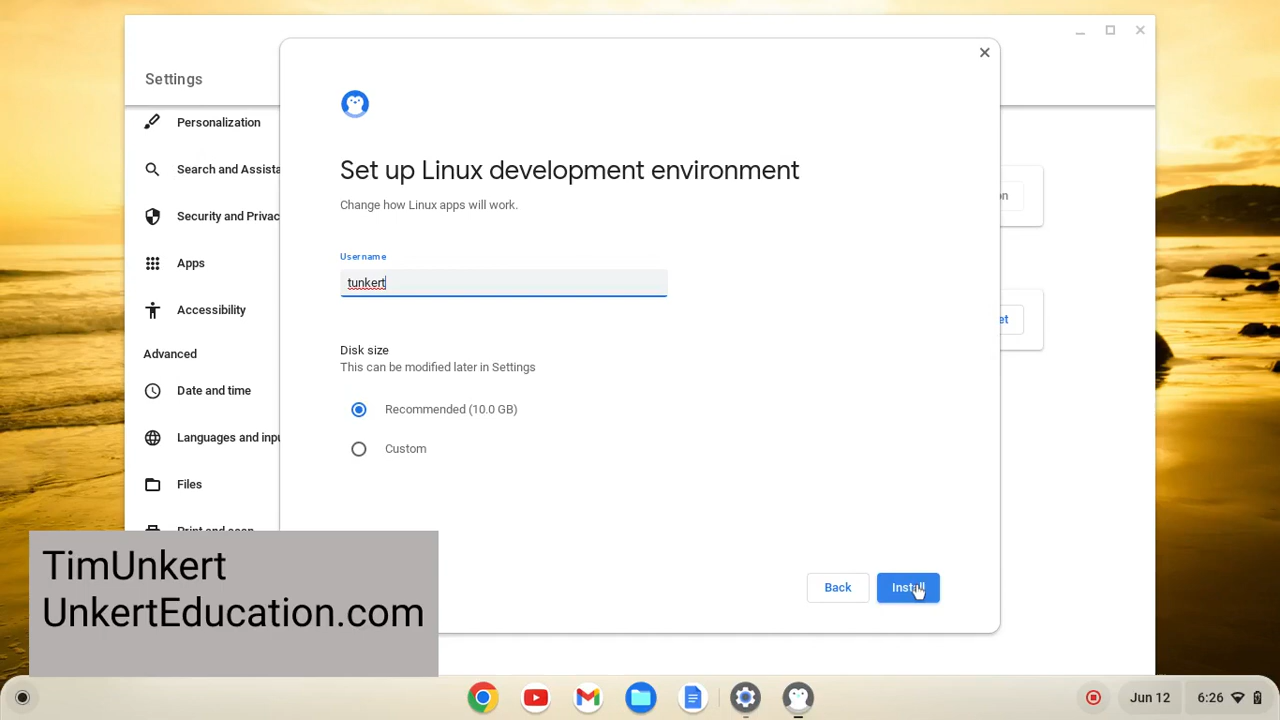 Settings
Personalization
Search and Assista
Security and Privac
Apps
Accessibility
Advanced
Date and time
Languages and inpu
Files
Set up Linux development environment
Change how Linux apps will work.
Username
tunkert
Disk size
This can be modified later in Settings
Recommended (10.0 GB)
Custom
Back
Install
TimUnkert
UnkertEducation.com
Jun 12
6:26